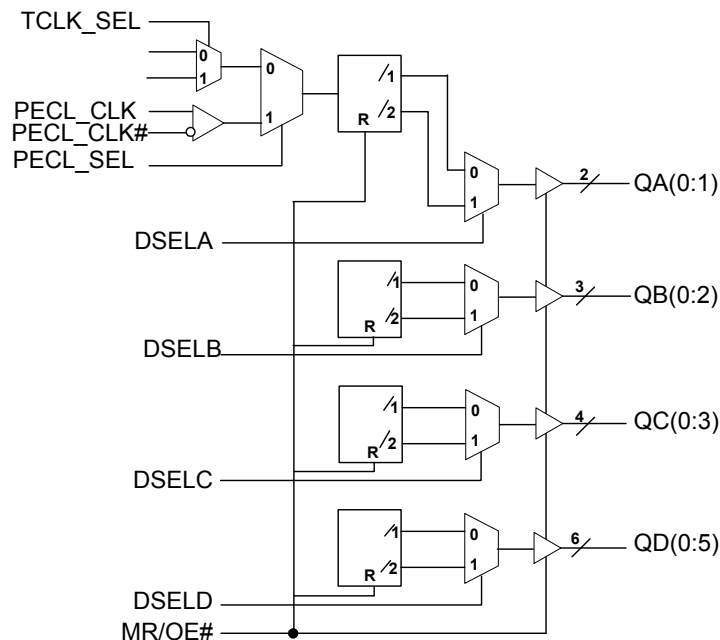 TCLK_SEL
0
1
0
/1
PECL_CLK
1
/2
PECL_CLK#
R
PECL_SEL
0
2
QA(0:1)
1
DSELA
/1
0
3
QB(0:2)
/2
1
R
DSELB
/1
0
4
QC(0:3)
/2
1
R
DSELC
/1
0
6
QD(0:5)
/2
1
R
DSELD
MR/OE#